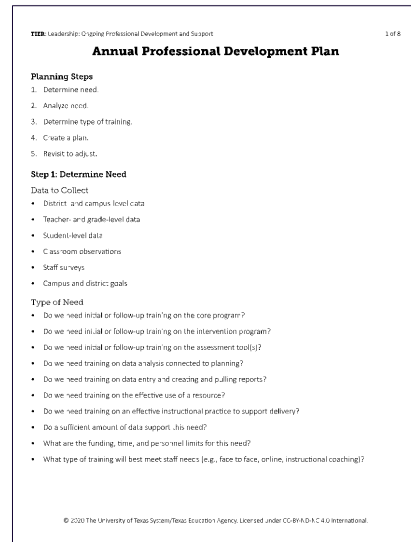 TIER: Leadership: Ongoing Professional Development and Support 1 of 8
Annual Professional Development Plan
Planning Steps
1. Determine need.
2. Analyze need.
3. Determine type of training.
4. Create a plan.
5. Revisit to adjust.
Step 1: Determine Need
Data to Collect
• District- and campus-level data
• Teacher- and grade-level data
• Student-level data
• Classroom observations
• Staff surveys
• Campus and district goals
Type of Need
• Do we need initial or follow-up training on the core program?
• Do we need initial or follow-up training on the intervention program?
• Do we need initial or follow-up training on the assessment tool(s)?
• Do we need training on data analysis connected to planning?
• Do we need training on data entry and creating and pulling reports?
• Do we need training on the effective use of a resource?
• Do we need training on an effective instructional practice to support delivery?
• Do a sufficient amount of data support this need?
• What are the funding, time, and personnel limits for this need?
• What type of training will best meet staff needs (e.g., face to face, online, instructional coaching)?
© 2020 The University of Texas System/Texas Education Agency. Licensed under CC-BY-ND-NC 4.0 International.